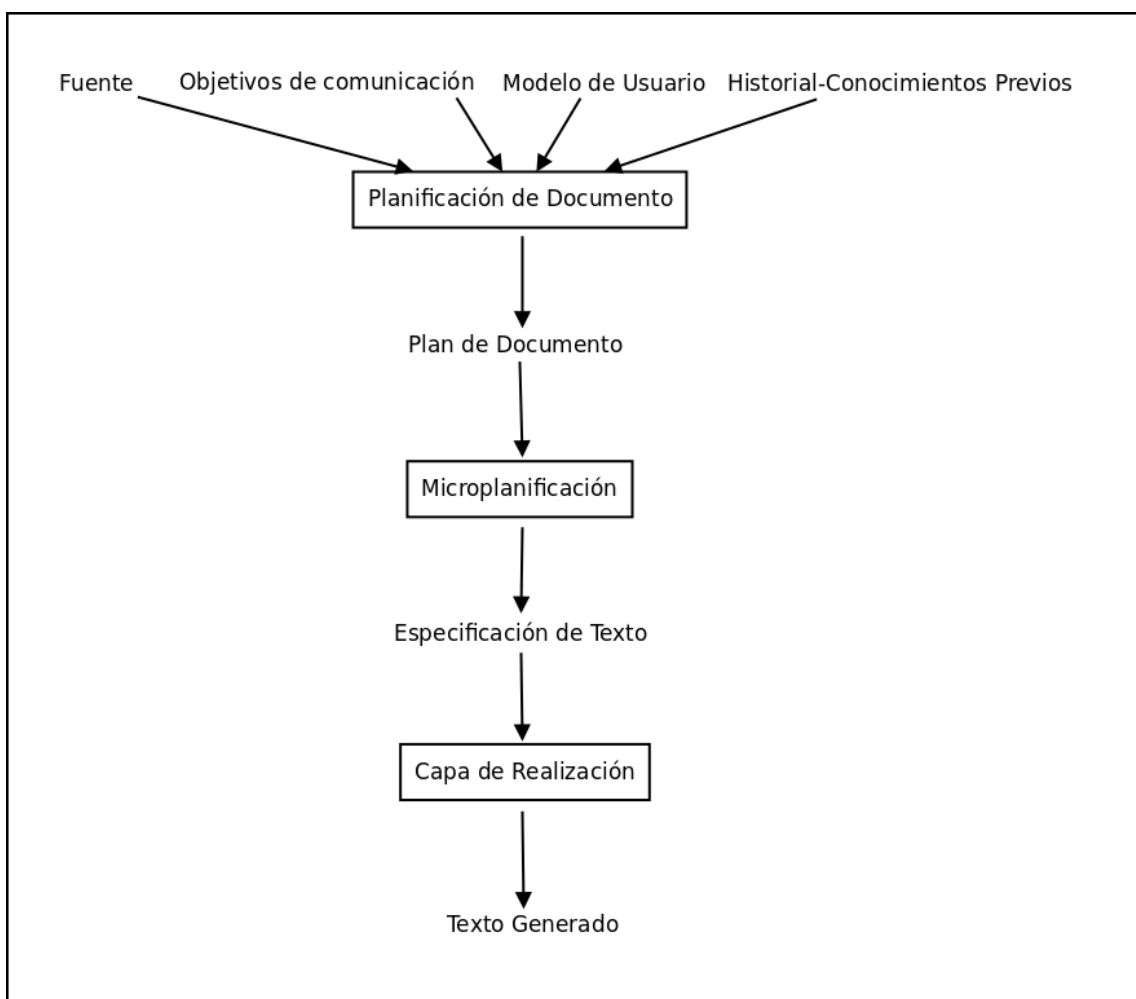 Fuente
Objetivos de comunicación
Modelo de Usuario
Historial-Conocimientos Previos
Planificación de Documento
Plan de Documento
Microplanificación
Especificación de Texto
Capa de Realización
Texto Generado